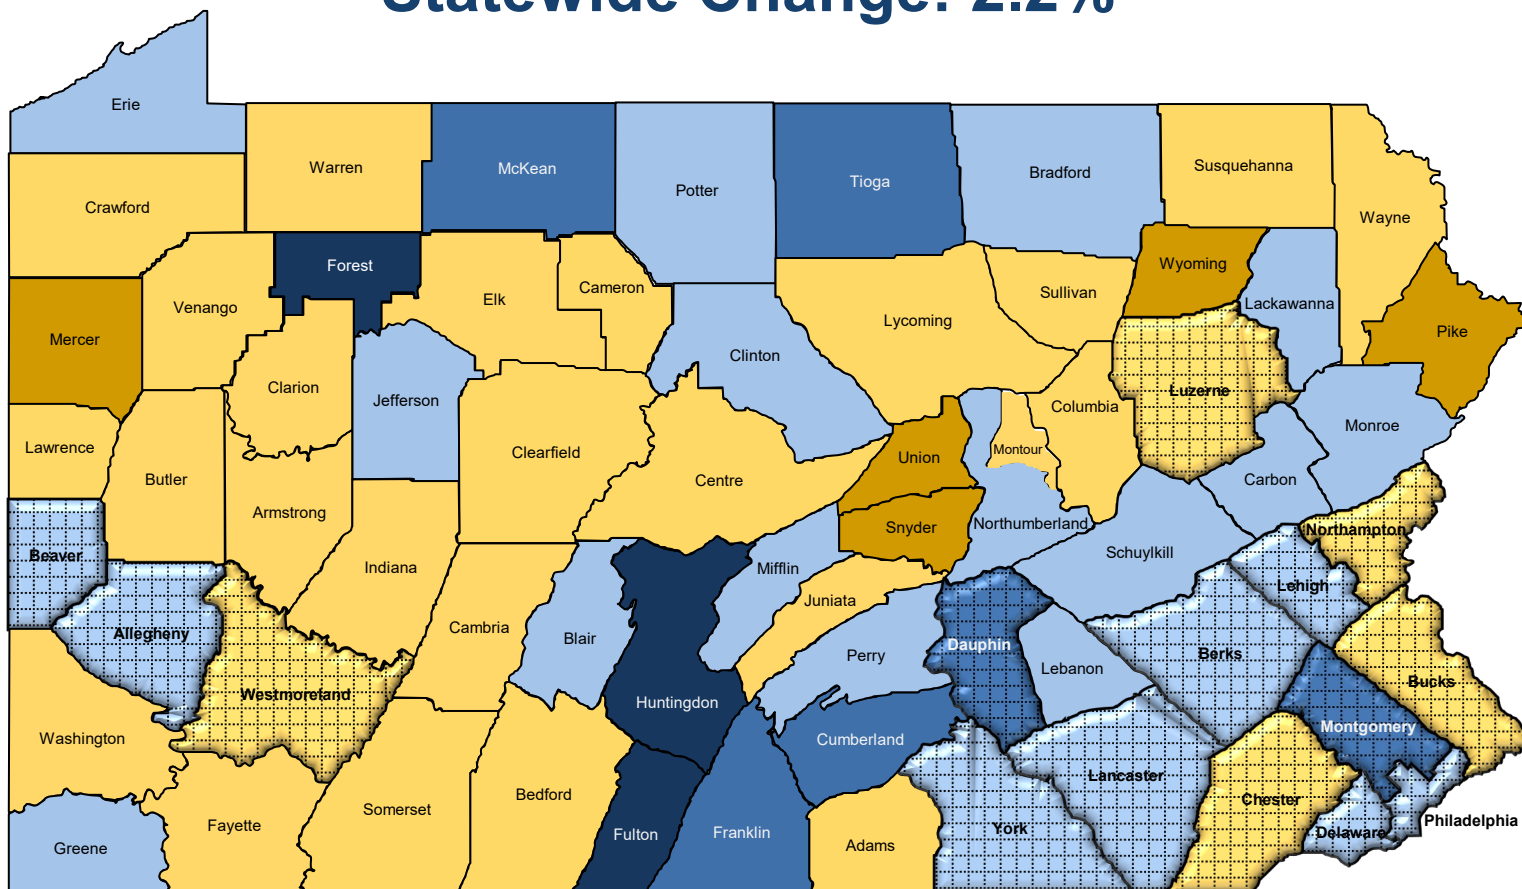 Statewide Change: 2.2%
Erie
Warren
McKean
Potter
Tioga
Bradford
Susquehanna
Wayne
Crawford
Forest
Venango
Elk
Cameron
Sullivan
Wyoming
Lackawanna
Pike
Mercer
Lycoming
Clinton
Clarion
Jefferson
Luzerne
Columbia
Monroe
Lawrence
Butler
Clearfield
Centre
Union
Montour
Carbon
Armstrong
Snyder
Northumberland
Northampton
Beaver
Indiana
Mifflin
Schuylkill
Lehigh
Juniata
Allegheny
Cambria
Blair
Perry
Dauphin
Lebanon
Berks
Bucks
Westmoreland
Huntingdon
Cumberland
Montgomery
Washington
Lancaster
Bedford
Somerset
Chester
Fayette
Fulton
Franklin
York
Delaware
Philadelphia
Greene
Adams